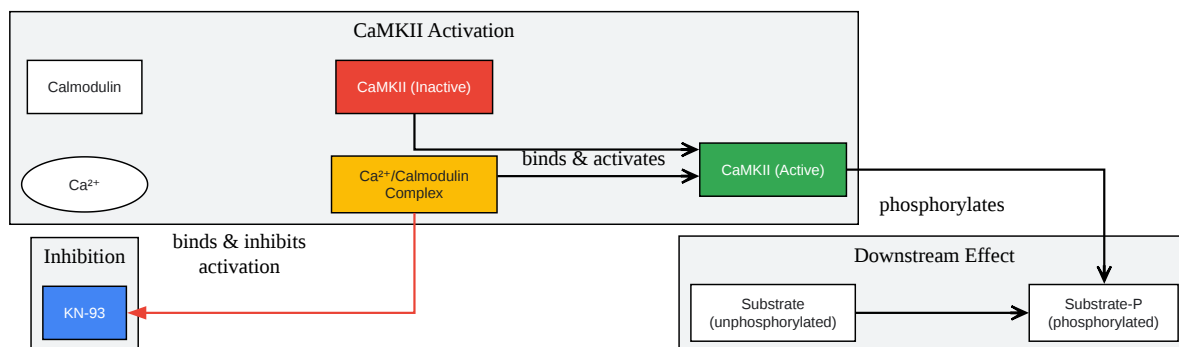 CaMKII Activation
Calmodulin
CaMKII (Inactive)
binds & activates
CaMKII (Active)
Ca²⁺
Ca²⁺/Calmodulin
Complex
phosphorylates
binds & inhibits
activation
Inhibition
KN-93
Downstream Effect
Substrate
(unphosphorylated)
Substrate-P
(phosphorylated)